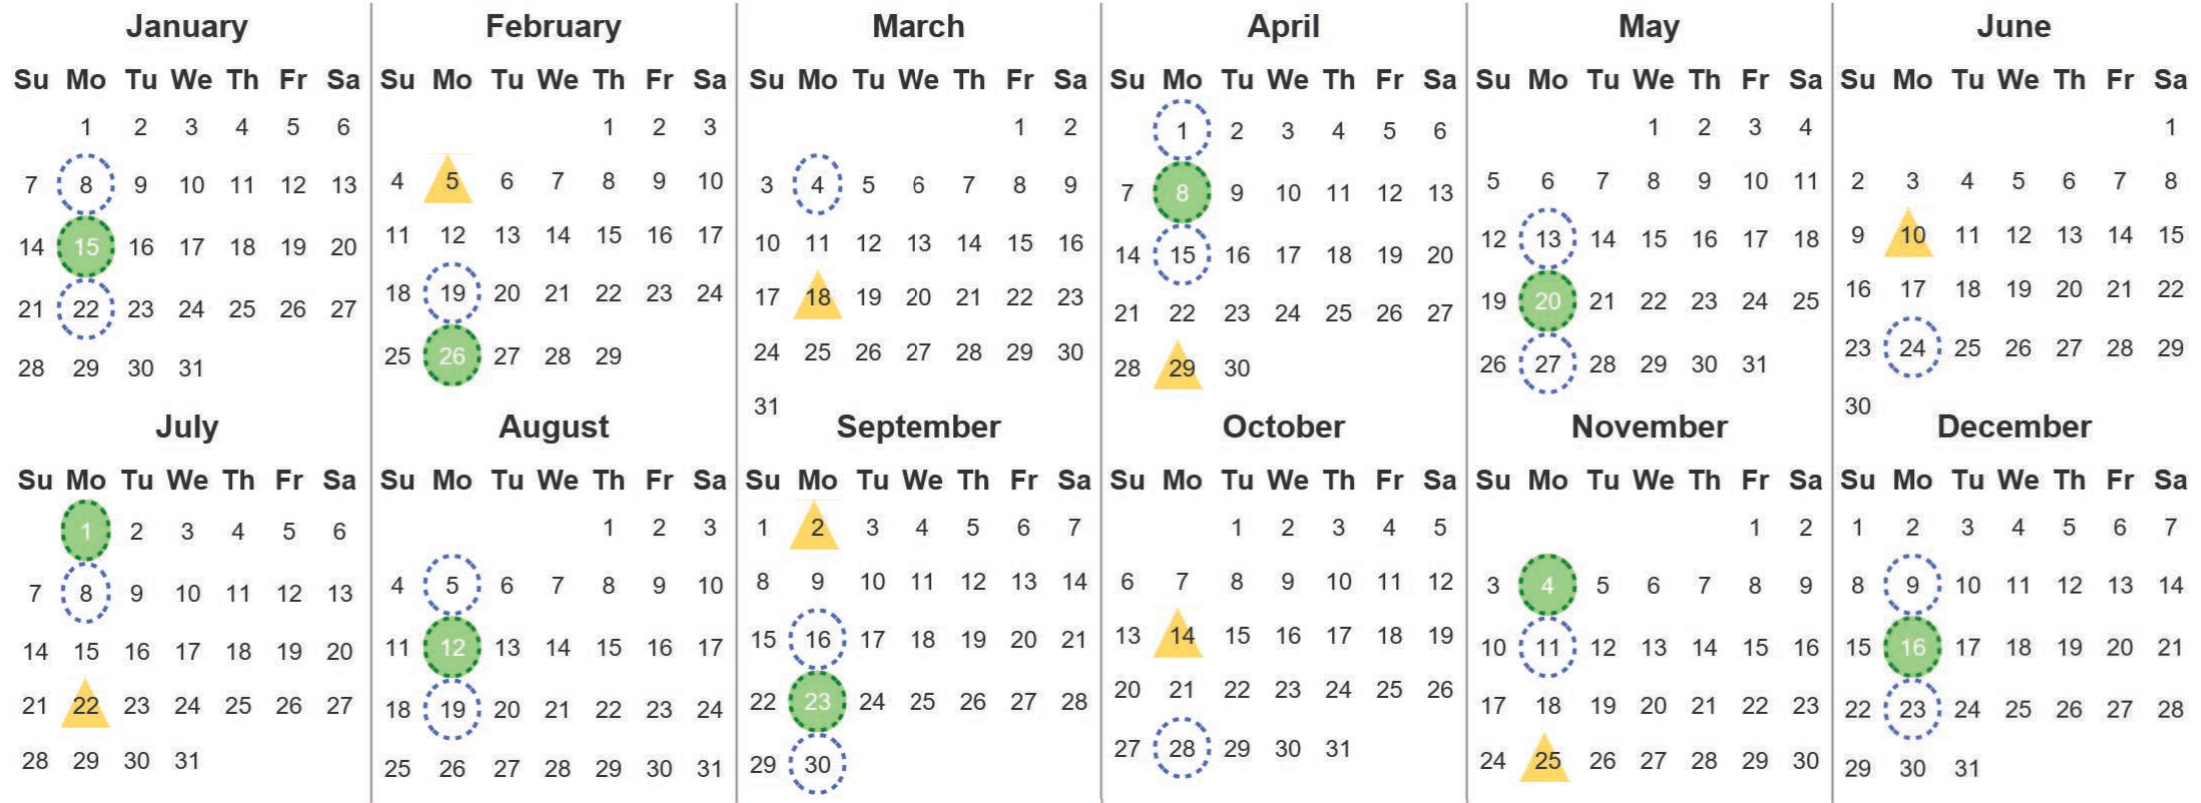 January February March April May June
Su Mo Tu We Th Fr Sa Su Mo Tu We Th Fr Sa Su Mo Tu We Th Fr Sa Su Mo Tu We Th Fr Sa Su Mo Tu We Th Fr Sa Su Mo Tu We Th Fr Sa
1 2 3 4 5 6 1 2 3 1 2 1 2 3 4 5 6 1 2 3 4 1
7 8 9 10 11 12 13 4 5 6 7 8 9 10 3 4 5 6 7 8 9 7 8 9 10 11 12 13 5 6 7 8 9 10 11 2 3 4 5 6 7 8
14 15 16 17 18 19 20 11 12 13 14 15 16 17 10 11 12 13 14 15 16 14 15 16 17 18 19 20 12 13 14 15 16 17 18 9 10 11 12 13 14 15
21 22 23 24 25 26 27 18 19 20 21 22 23 24 17 18 19 20 21 22 23 21 22 23 24 25 26 27 19 20 21 22 23 24 25 16 17 18 19 20 21 22
28 29 30 31 25 26 27 28 29 24 25 26 27 28 29 30 28 29 30 26 27 28 29 30 31 23 24 25 26 27 28 29
31 30
July August September October November December
Su Mo Tu We Th Fr Sa Su Mo Tu We Th Fr Sa Su Mo Tu We Th Fr Sa Su Mo Tu We Th Fr Sa Su Mo Tu We Th Fr Sa Su Mo Tu We Th Fr Sa
1 2 3 4 5 6 1 2 3 1 2 3 4 5 6 7 1 2 3 4 5 1 2 1 2 3 4 5 6 7
7 8 9 10 11 12 13 4 5 6 7 8 9 10 8 9 10 11 12 13 14 6 7 8 9 10 11 12 3 4 5 6 7 8 9 8 9 10 11 12 13 14
14 15 16 17 18 19 20 11 12 13 14 15 16 17 15 16 17 18 19 20 21 13 14 15 16 17 18 19 10 11 12 13 14 15 16 15 16 17 18 19 20 21
21 22 23 24 25 26 27 18 19 20 21 22 23 24 22 23 24 25 26 27 28 20 21 22 23 24 25 26 17 18 19 20 21 22 23 22 23 24 25 26 27 28
28 29 30 31 25 26 27 28 29 30 31 29 30 27 28 29 30 31 24 25 26 27 28 29 30 29 30 31